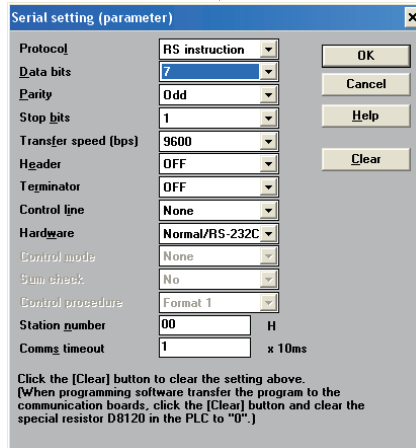 Serial setting (parameter)
Protocol RS instruction OK
Data bits 7
Cancel
Parity Odd
Stop bits 1 Help
Transfer speed (bps) 9600
Header OFF Clear
Terminator OFF
Control line None
Hardware Normal/RS-232C
Control mode None
Sum check No
Control procedure Format 1
Station number 00 H
Comms timeout 1 x 10ms
Click the [Clear] button to clear the setting above.
(When programming software transfer the program to the
communication boards, click the [Clear] button and clear the
special resistor D8120 in the PLC to "0".)